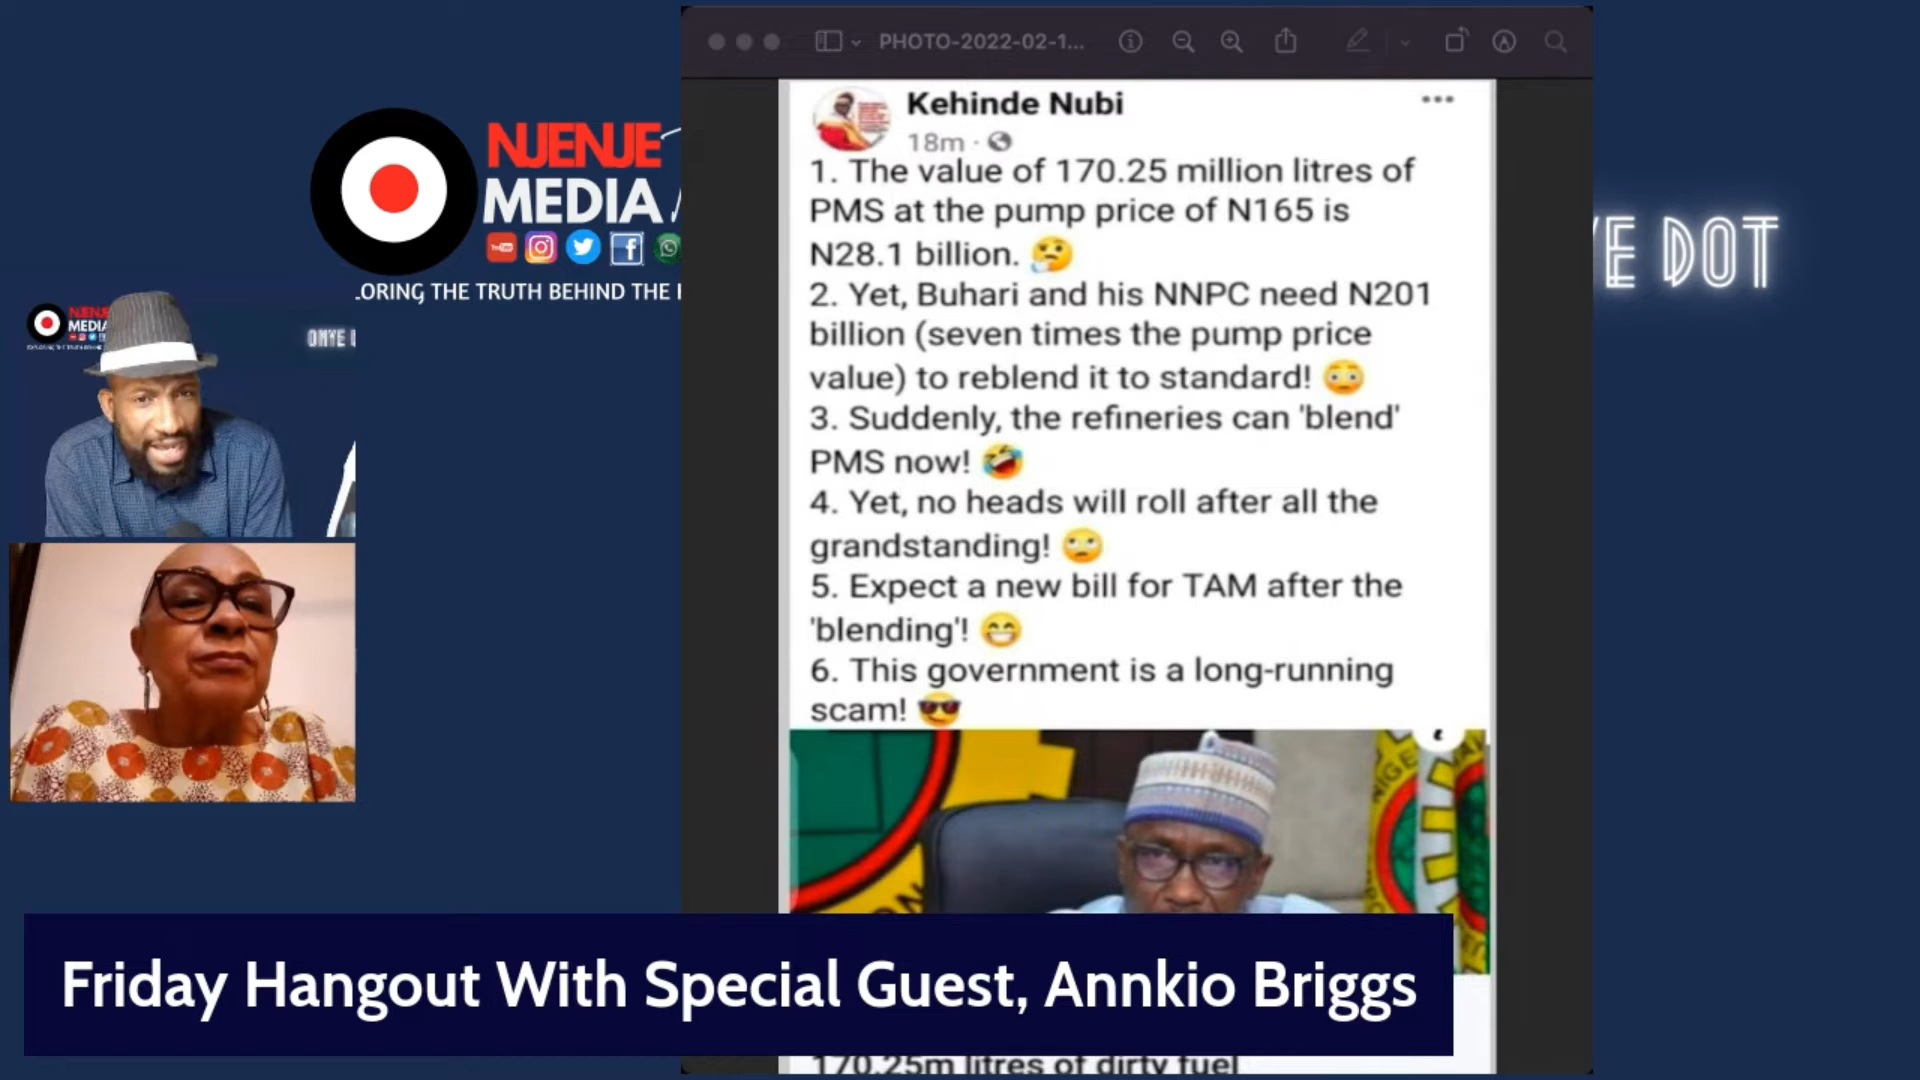 PHOTO-2022-02-1...
NJENJE
MEDIA
YouTube
.ORING THE TRUTH BEHIND THE
E DOT
NJENJE
MEDIA
ONYE
Kehinde Nubi
18m ·
1. The value of 170.25 million litres of
PMS at the pump price of N165 is
N28.1 billion. 🤔
2. Yet, Buhari and his NNPC need N201
billion (seven times the pump price
value) to reblend it to standard! 😳
3. Suddenly, the refineries can 'blend'
PMS now! 🤣
4. Yet, no heads will roll after all the
grandstanding! 🙄
5. Expect a new bill for TAM after the
'blending'! 😁
6. This government is a long-running
scam! 😎
Friday Hangout With Special Guest, Annkio Briggs
170.25m litres of dirty fuel